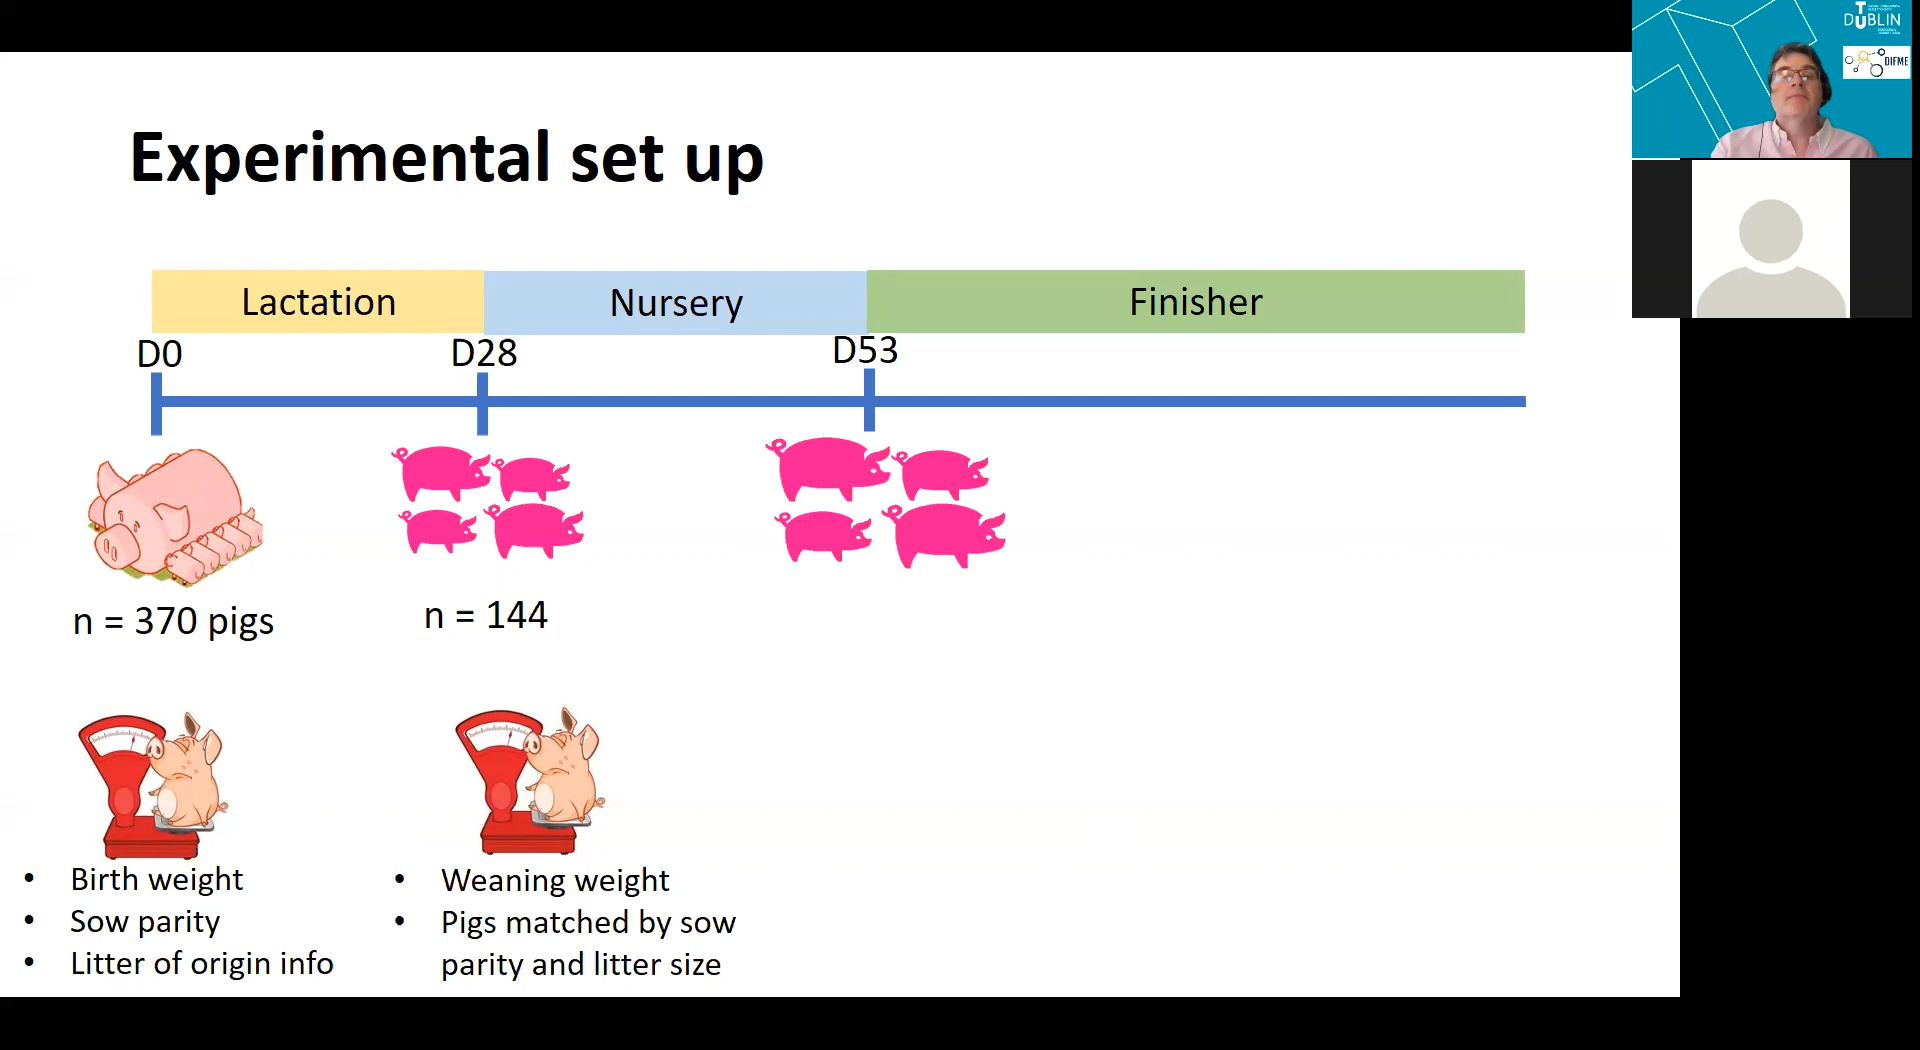 Experimental set up
Lactation
Nursery
Finisher
D0
D28
D53
n = 370 pigs
n = 144
• Birth weight
• Sow parity
• Litter of origin info
• Weaning weight
• Pigs matched by sow
parity and litter size
TU DUBLIN
DIFME